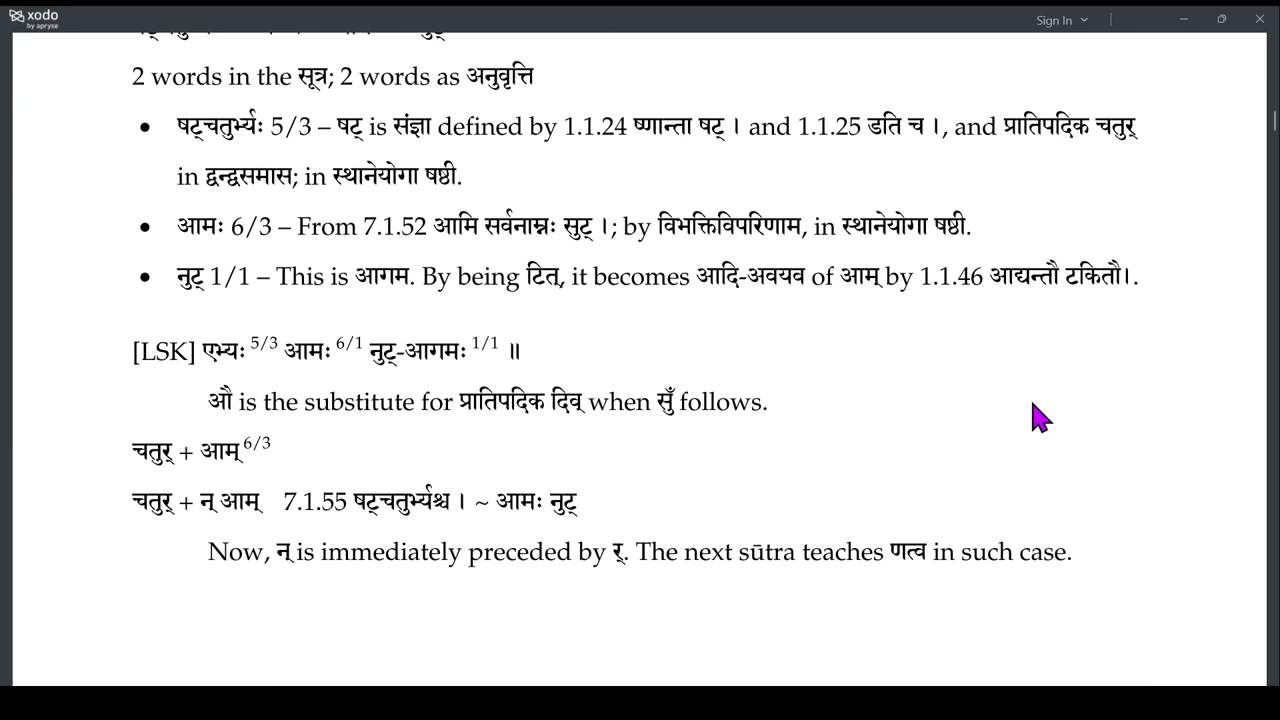 xodo
by apryse
Sign In
2 words in the सूत्र; 2 words as अनुवृत्ति
• षट्चतुर्भ्यः 5/3 – षट् is संज्ञा defined by 1.1.24 ष्णान्ता षट् । and 1.1.25 डति च ।, and प्रातिपदिक चतुर्
in द्वन्द्वसमास; in स्थानेयोगा षष्ठी.
• आमः 6/3 – From 7.1.52 आमि सर्वनाम्नः सुट् ।; by विभक्तिविपरिणाम, in स्थानेयोगा षष्ठी.
• नुट् 1/1 – This is आगम. By being टित्, it becomes आदि-अवयव of आम् by 1.1.46 आद्यन्तौ टकितौ।.
[LSK] एभ्यः 5/3 आमः 6/1 नुट्-आगमः 1/1 ॥
औ is the substitute for प्रातिपदिक दिव् when सुँ follows.
चतुर् + आम् 6/3
चतुर् + न् आम् 7.1.55 षट्चतुर्भ्यश्च । ~ आमः नुट्
Now, न् is immediately preceded by र्. The next sūtra teaches णत्व in such case.